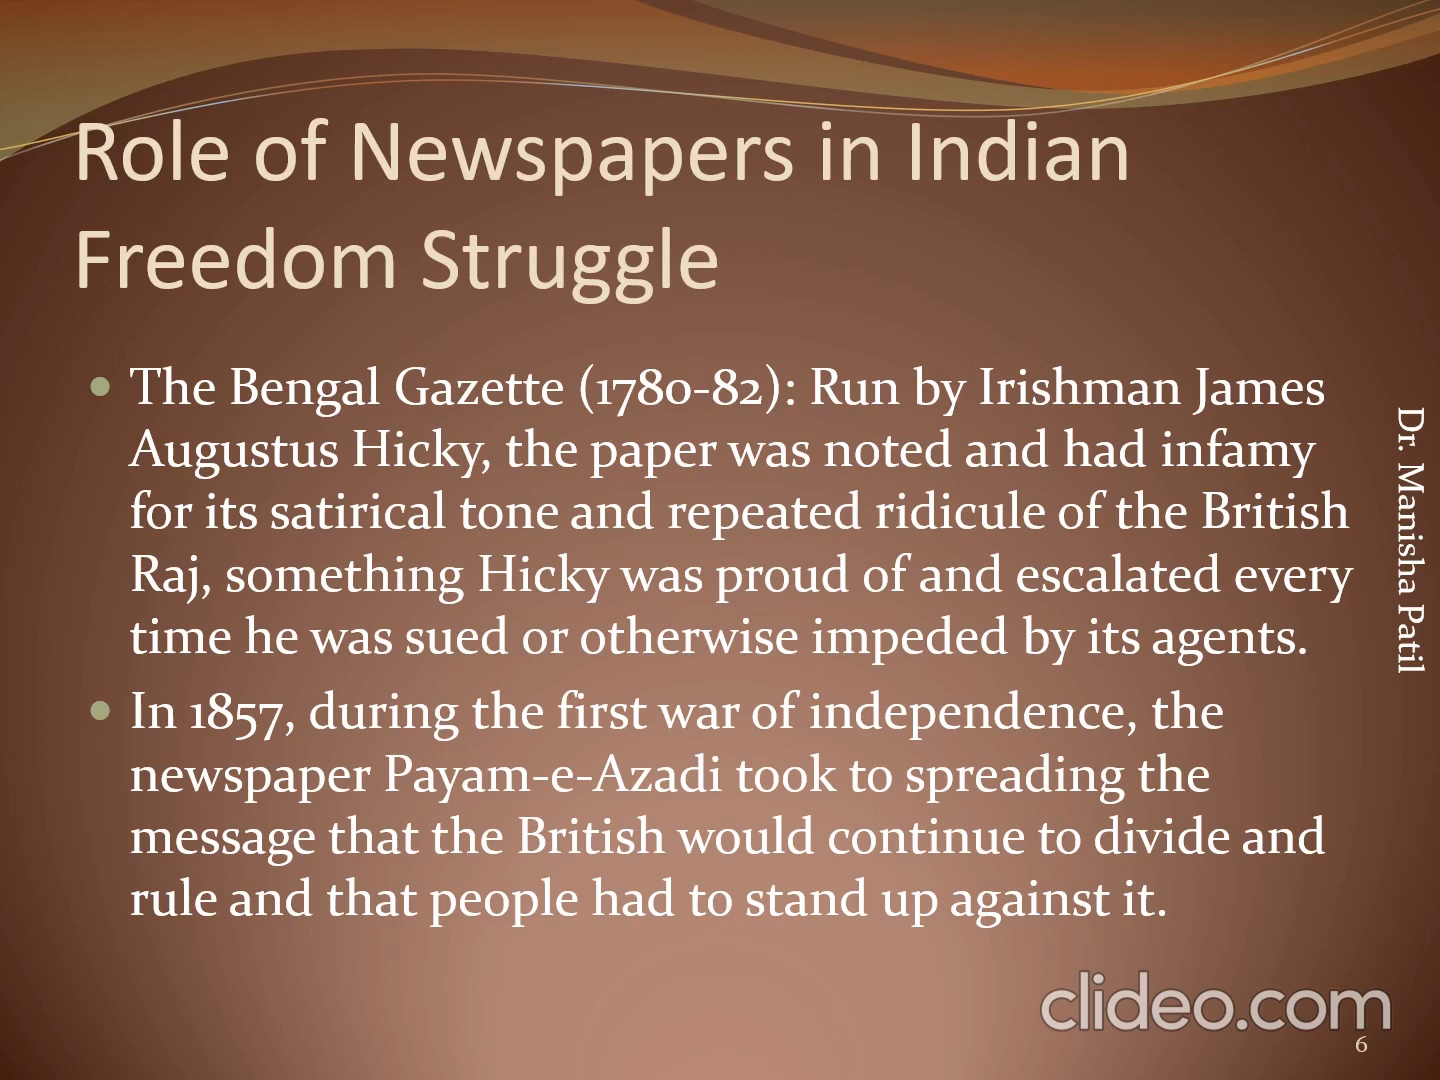 Role of Newspapers in Indian
Freedom Struggle
• The Bengal Gazette (1780-82): Run by Irishman James
Augustus Hicky, the paper was noted and had infamy
for its satirical tone and repeated ridicule of the British
Raj, something Hicky was proud of and escalated every
time he was sued or otherwise impeded by its agents.
• In 1857, during the first war of independence, the
newspaper Payam-e-Azadi took to spreading the
message that the British would continue to divide and
rule and that people had to stand up against it.
Dr. Manisha Patil
clideo.com
6